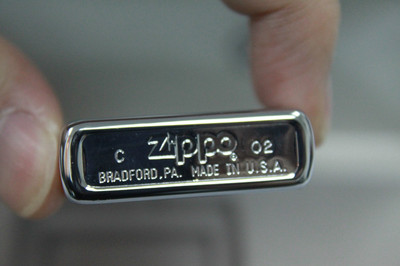 C zippo 02
BRADFORD, PA. MADE IN U.S.A.